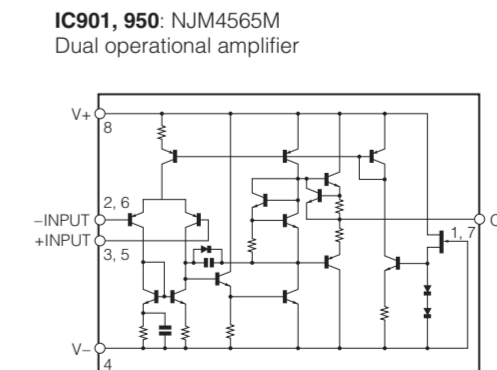 IC901, 950: NJM4565M
Dual operational amplifier
V+
8
2, 6
−INPUT
+INPUT
3, 5
1, 7
V−
4